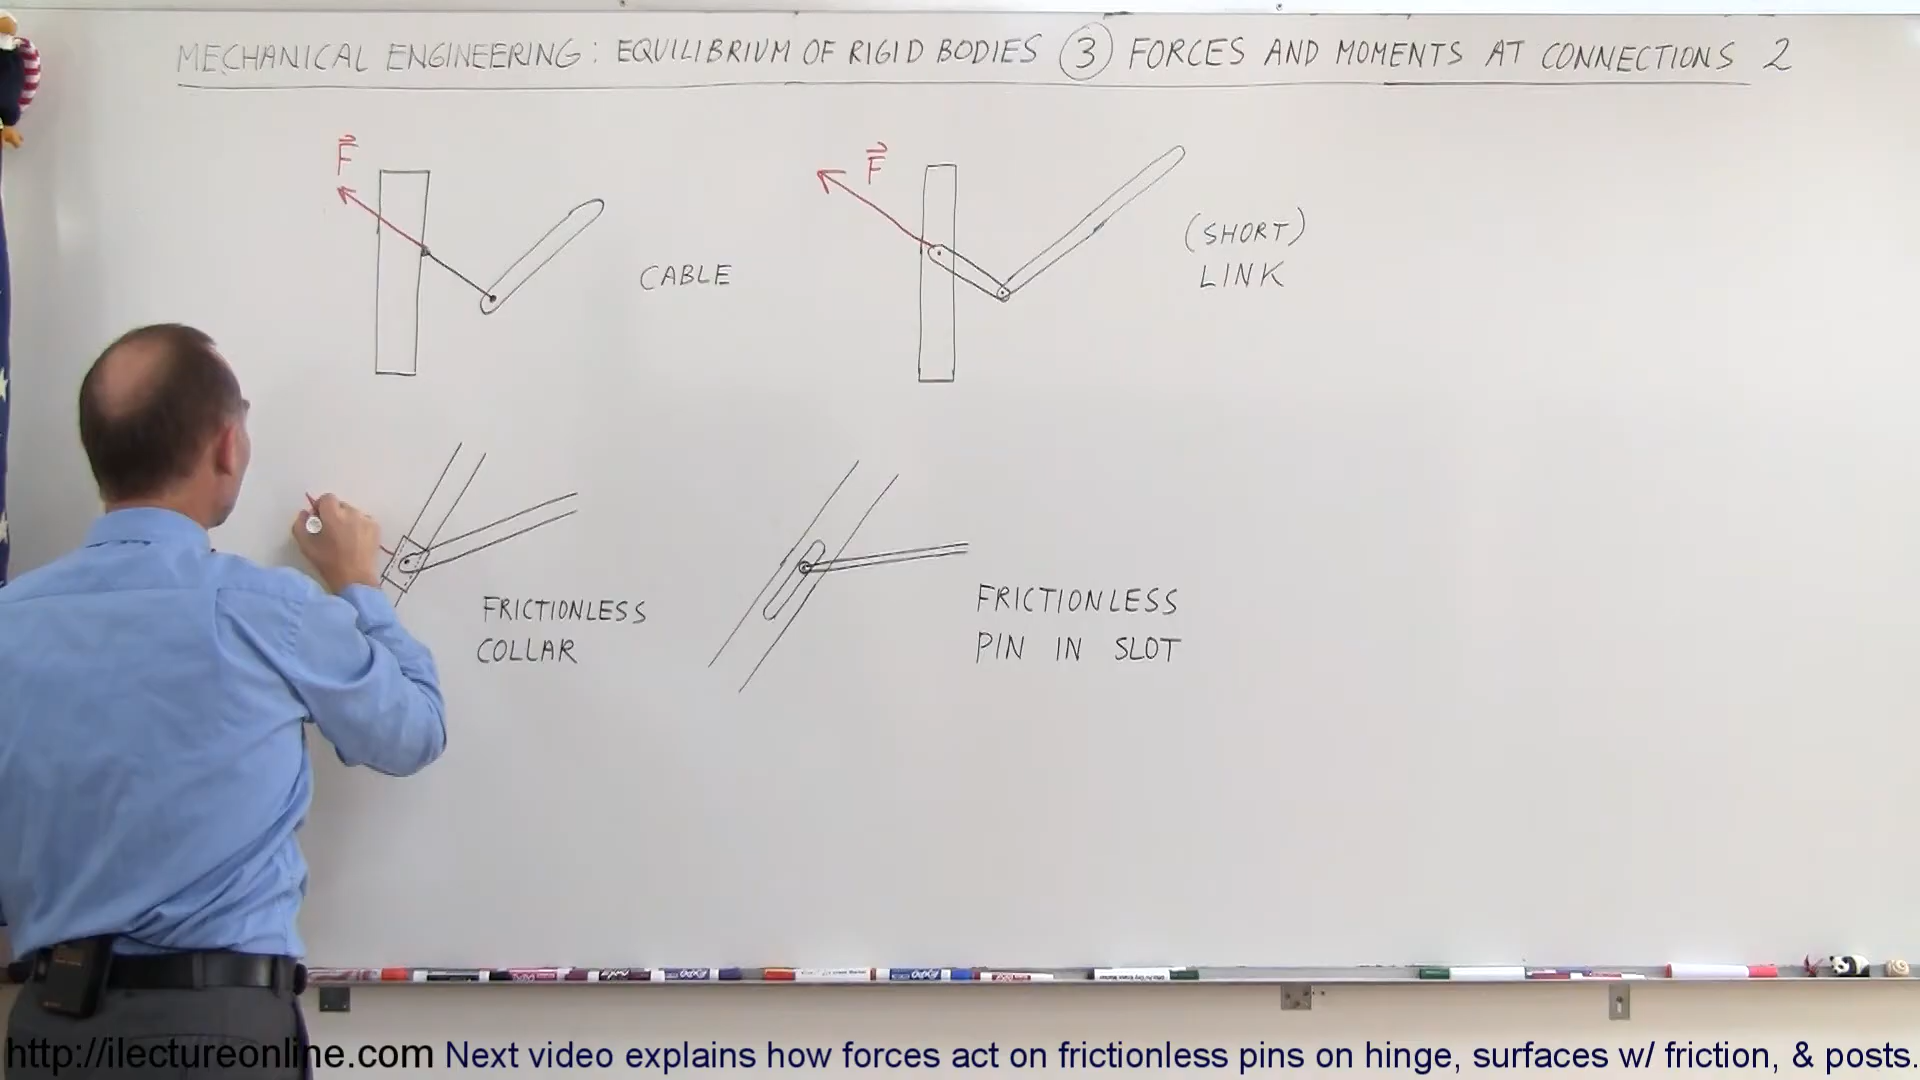 MECHANICAL ENGINEERING: EQUILIBRIUM OF RIGID BODIES (3) FORCES AND MOMENTS AT CONNECTIONS 2
F
CABLE
F
(SHORT)
LINK
FRICTIONLESS
COLLAR
FRICTIONLESS
PIN IN SLOT
http://ilectureonline.com Next video explains how forces act on frictionless pins on hinge, surfaces w/ friction, & posts.